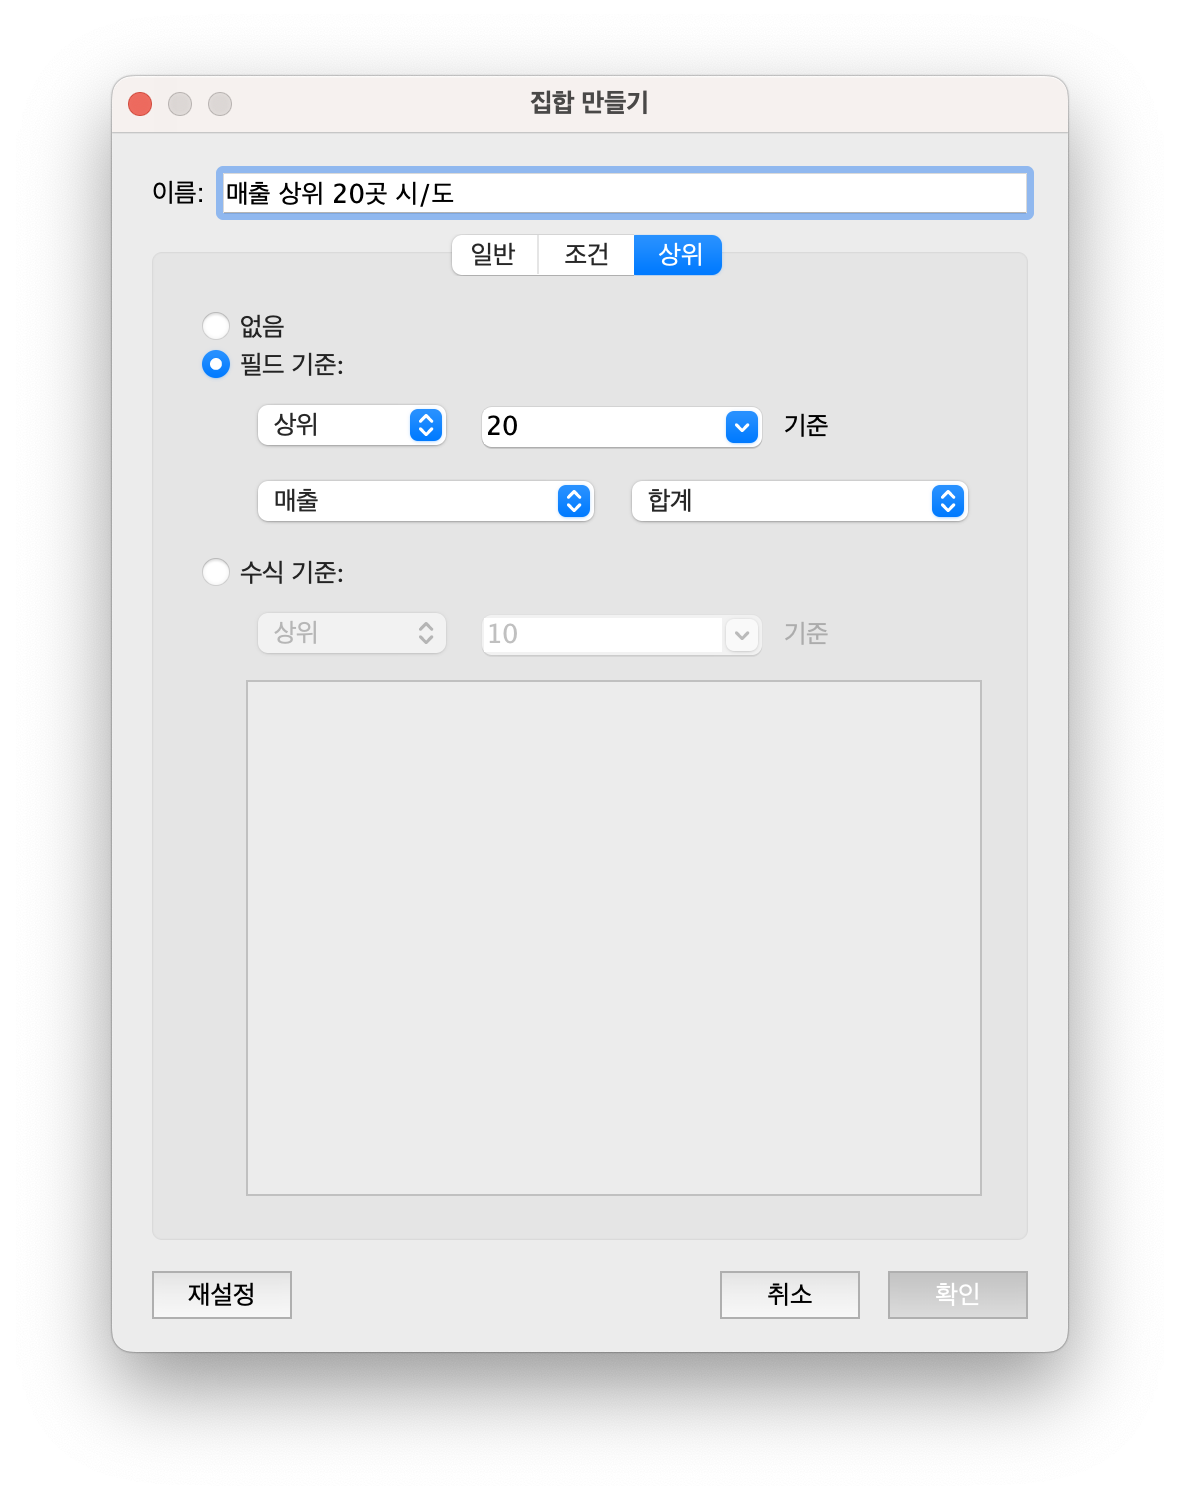 집합 만들기
이름: 매출 상위 20곳 시/도
일반 조건 상위
없음
필드 기준:
상위 20 기준
매출 합계
수식 기준:
상위 10 기준
재설정 취소 확인